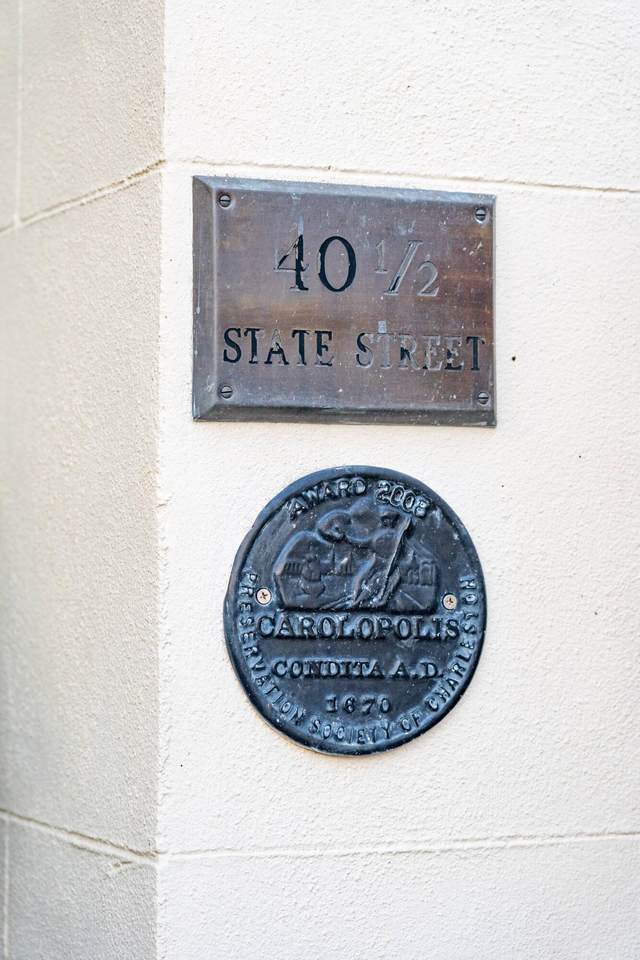 40 1/2
STATE STREET
AWARD 2008
CAROLOPOLIS
CONDITA A.D.
1670
PRESERVATION SOCIETY OF CHARLESTON